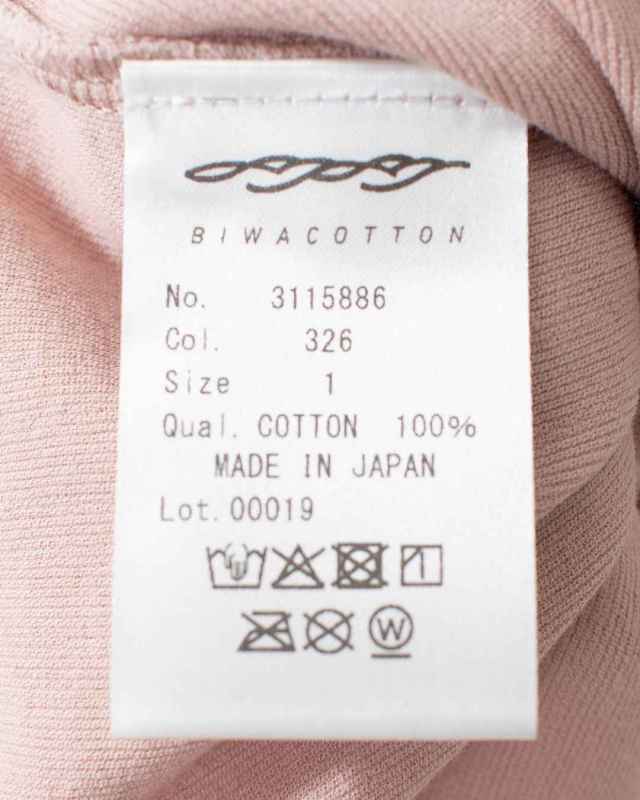 BIWACOTTON
No. 3115886
Col. 326
Size 1
Qual. COTTON 100%
MADE IN JAPAN
Lot. 00019
W